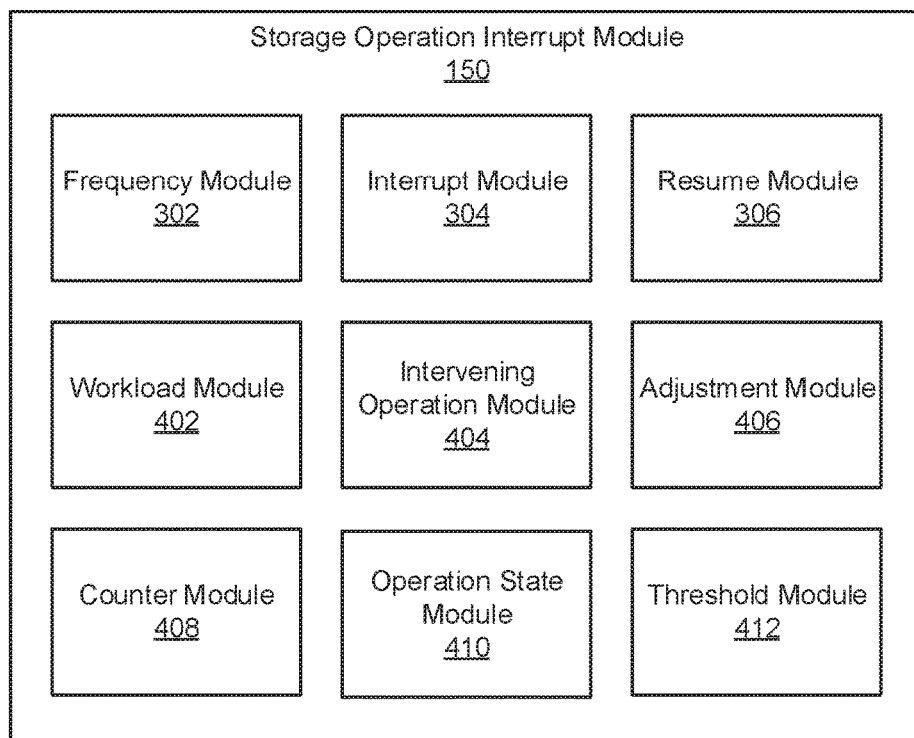 Storage Operation Interrupt Module
150
Frequency Module
302
Interrupt Module
304
Resume Module
306
Workload Module
402
Intervening
Operation Module
404
Adjustment Module
406
Counter Module
408
Operation State
Module
410
Threshold Module
412